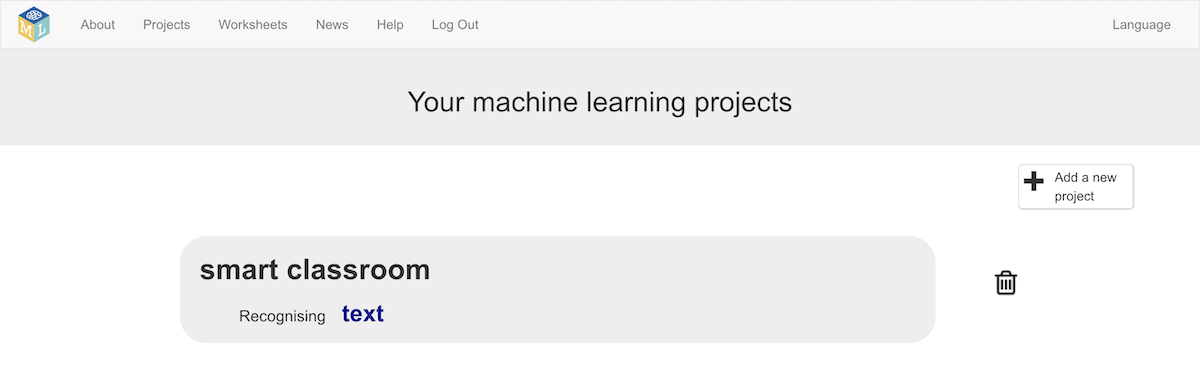 M L About Projects Worksheets News Help Log Out Language
Your machine learning projects
Add a new
project
smart classroom
Recognising text